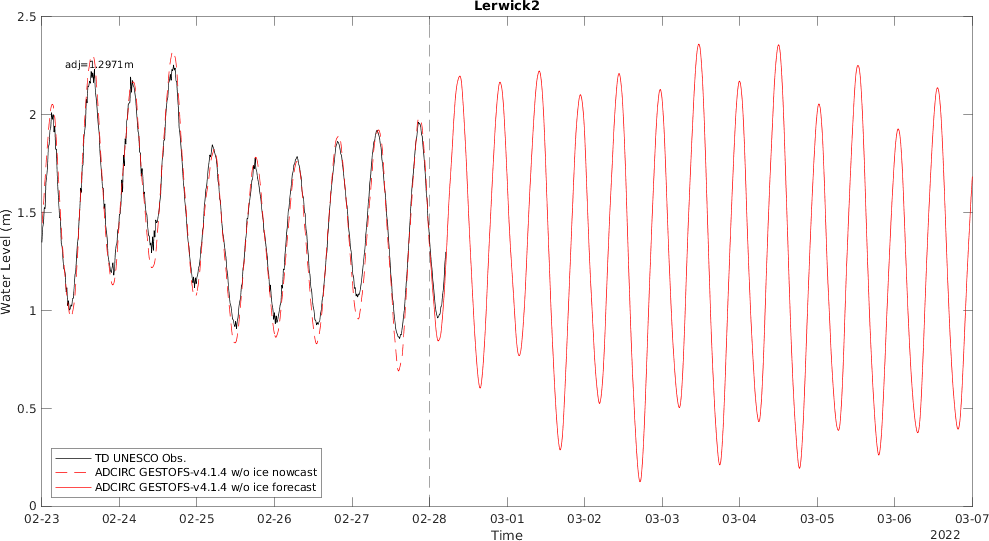 Lerwick2
2.5
2
1.5
1
0.5
0
Water Level (m)
adj=1.2971m
TD UNESCO Obs.
ADCIRC GESTOFS-v4.1.4 w/o ice nowcast
ADCIRC GESTOFS-v4.1.4 w/o ice forecast
02-23 02-24 02-25 02-26 02-27 02-28 03-01 03-02 03-03 03-04 03-05 03-06 03-07
Time
2022